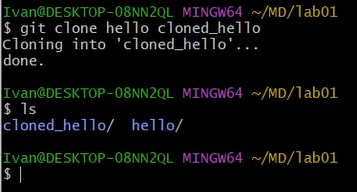 Ivan@DESKTOP-08NN2QL MINGW64 ~/MD/lab01
$ git clone hello cloned_hello
Cloning into 'cloned_hello'...
done.
Ivan@DESKTOP-08NN2QL MINGW64 ~/MD/lab01
$ ls
cloned_hello/  hello/
Ivan@DESKTOP-08NN2QL MINGW64 ~/MD/lab01
$